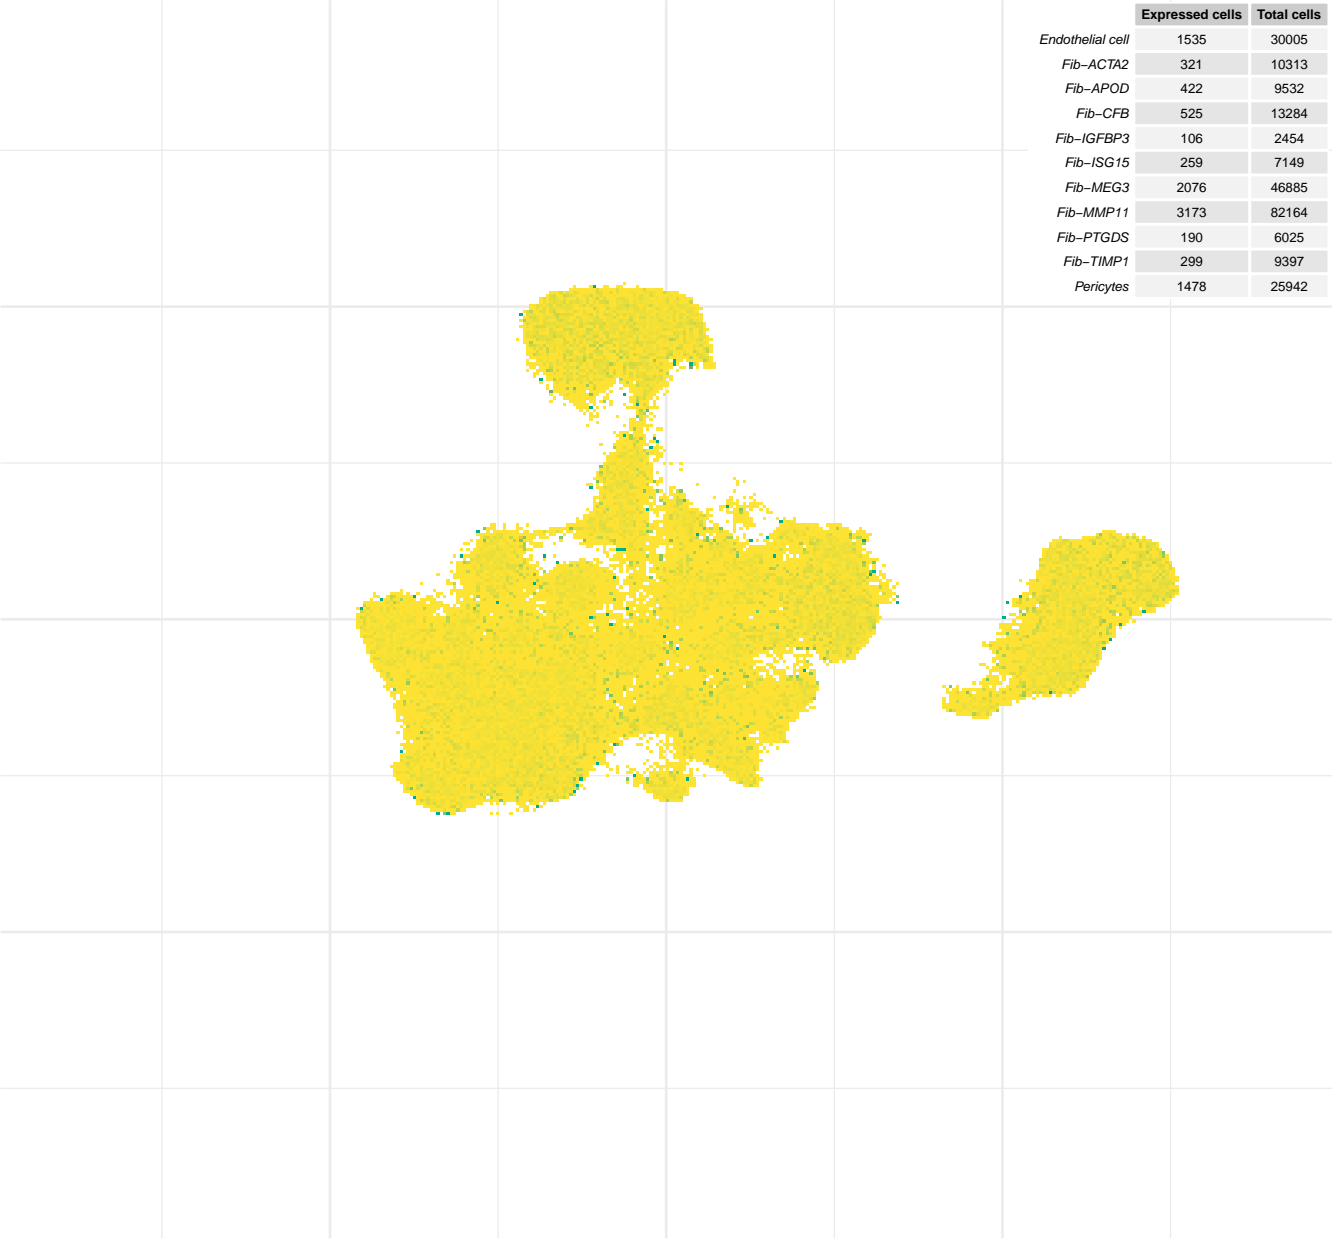 Expressed cells Total cells
Endothelial cell 1535 30005
Fib−ACTA2 321 10313
Fib−APOD 422 9532
Fib−CFB 525 13284
Fib−IGFBP3 106 2454
Fib−ISG15 259 7149
Fib−MEG3 2076 46885
Fib−MMP11 3173 82164
Fib−PTGDS 190 6025
Fib−TIMP1 299 9397
Pericytes 1478 25942